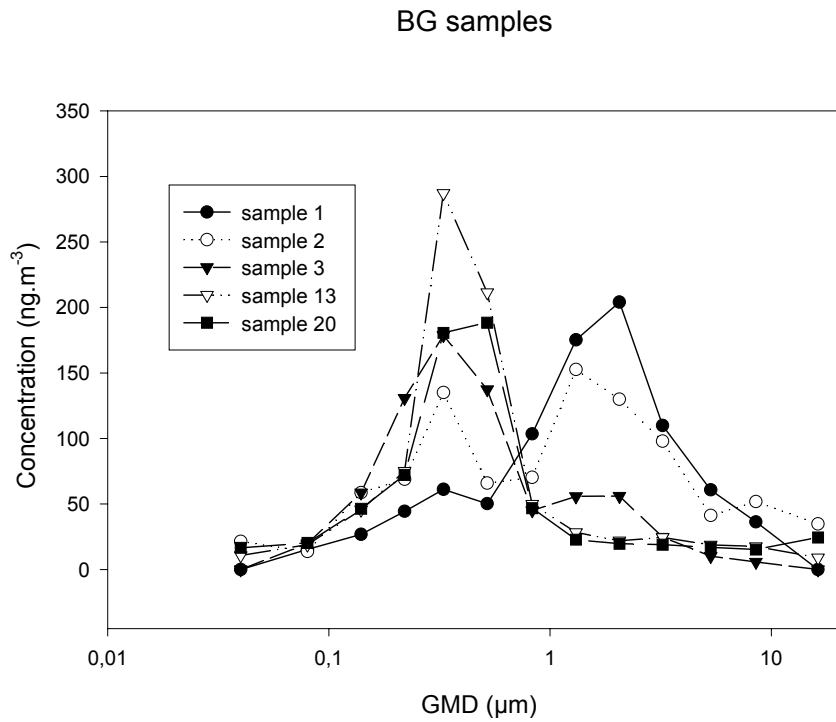 BG samples
350
300
250
200
150
100
50
0
Concentration (ng.m-3)
sample 1
sample 2
sample 3
sample 13
sample 20
0,01
0,1
1
10
GMD (µm)